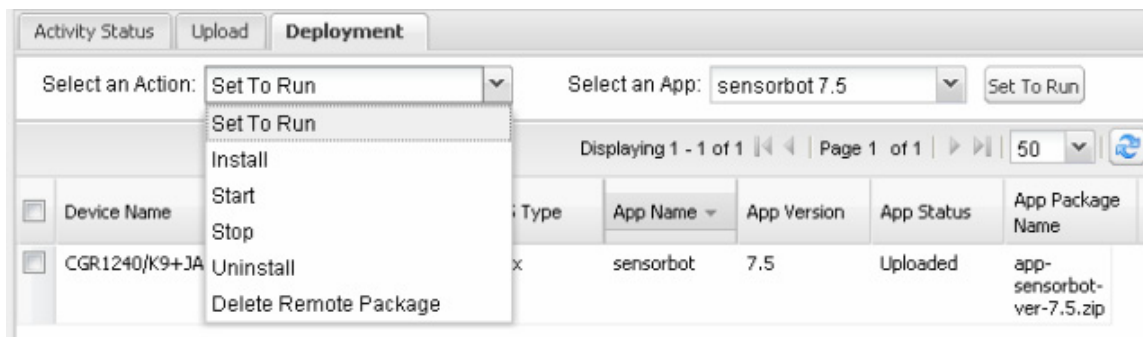 Activity Status Upload Deployment
Select an Action: Set To Run Select an App: sensorbot 7.5 Set To Run
Set To Run
Displaying 1 - 1 of 1 Page 1 of 1 50
Install
Start
Stop
Uninstall
Delete Remote Package
Device Name Type App Name App Version App Status App Package
Name
CGR1240/K9+JA sensorbot 7.5 Uploaded app-
sensorbot-
ver-7.5.zip